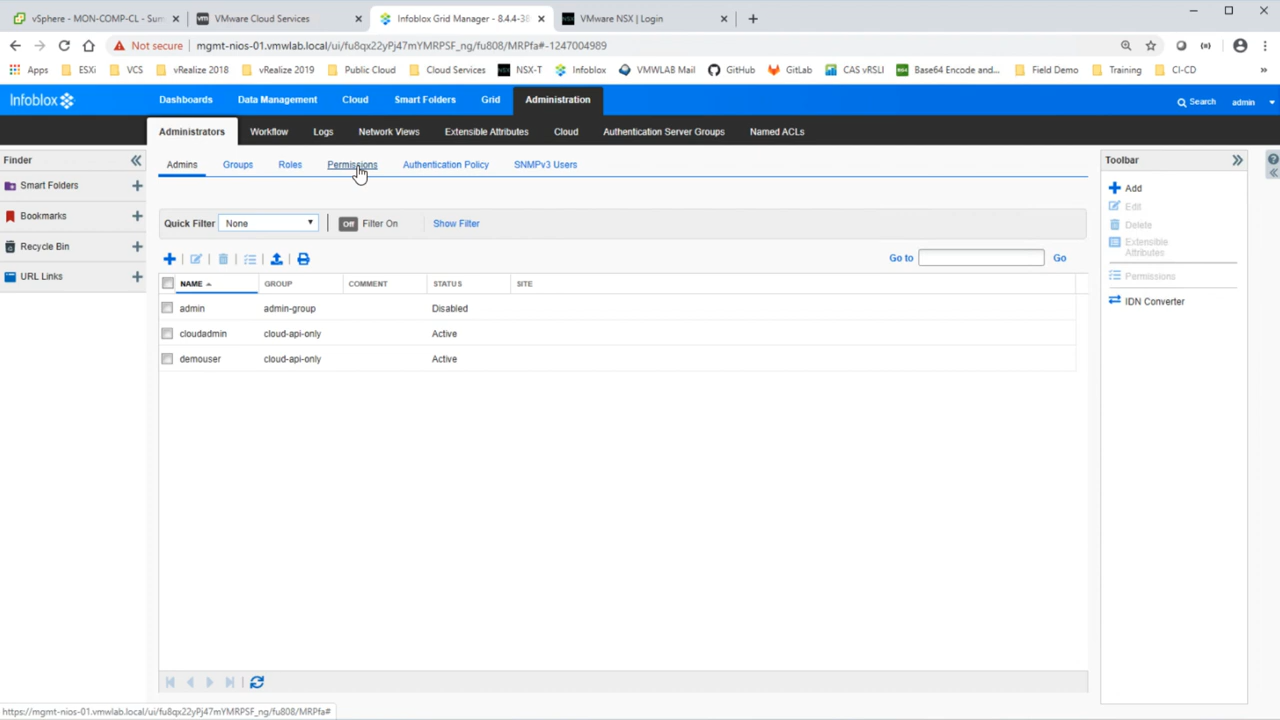 vSphere - MON-COMP-CL - Sum
VMware Cloud Services
Infoblox Grid Manager - 8.4.4-38
VMware NSX | Login
Not secure
mgmt-nios-01.vmwlab.local/ui/fu8qx22yPj47mYMRPSF_ng/fu808/MRPfa#-1247004989
Apps
ESXi
VCS
vRealize 2018
vRealize 2019
Public Cloud
Cloud Services
NSX-T
Infoblox
VMWLAB Mail
GitHub
GitLab
CAS vRSLI
Base64 Encode and...
Field Demo
Training
CI-CD
Infoblox
Dashboards
Data Management
Cloud
Smart Folders
Grid
Administration
Search
admin
Administrators
Workflow
Logs
Network Views
Extensible Attributes
Cloud
Authentication Server Groups
Named ACLs
Finder
Smart Folders
Bookmarks
Recycle Bin
URL Links
Admins
Groups
Roles
Permissions
Authentication Policy
SNMPv3 Users
Quick Filter
None
Off
Filter On
Show Filter
Go to
Go
NAME
GROUP
COMMENT
STATUS
SITE
admin
admin-group
Disabled
cloudadmin
cloud-api-only
Active
demouser
cloud-api-only
Active
Toolbar
Add
Edit
Delete
Extensible
Attributes
Permissions
IDN Converter
https://mgmt-nios-01.vmwlab.local/ui/fu8qx22yPj47mYMRPSF_ng/fu808/MRPfa#